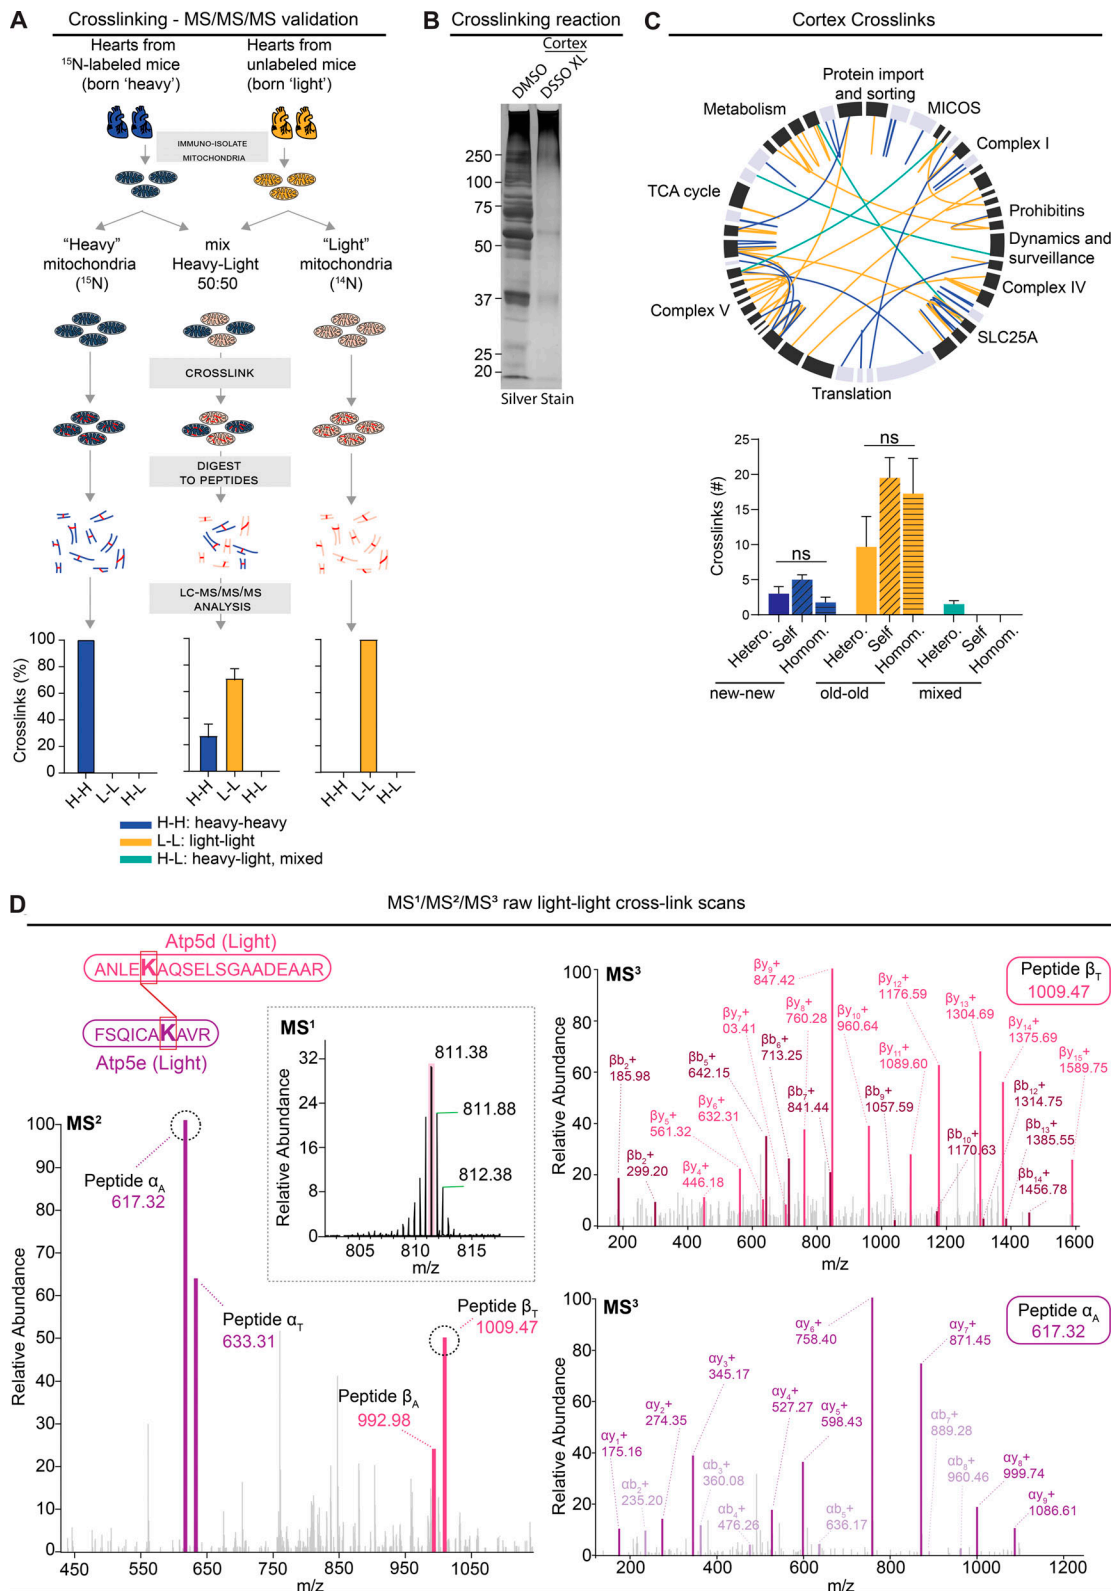 A
Crosslinking - MS/MS/MS validation
Hearts from
¹⁵N-labeled mice
(born 'heavy')
Hearts from
unlabeled mice
(born 'light')
IMMUNO-ISOLATE
MITOCHONDRIA
"Heavy"
mitochondria
(¹⁵N)
mix
Heavy-Light
50:50
"Light"
mitochondria
(¹⁴N)
CROSSLINK
DIGEST
TO PEPTIDES
LC-MS/MS/MS
ANALYSIS
Crosslinks (%)
100
80
60
40
20
0
H-H
L-L
H-L
H-H
L-L
H-L
H-H
L-L
H-L
H-H: heavy-heavy
L-L: light-light
H-L: heavy-light, mixed
B
Crosslinking reaction
Cortex
DMSO
DSSO XL
250
100
75
50
37
25
20
Silver Stain
C
Cortex Crosslinks
Protein import
and sorting
Metabolism
MICOS
Complex I
TCA cycle
Prohibitins
Dynamics and
surveillance
Complex IV
Complex V
SLC25A
Translation
Crosslinks (#)
25
20
15
10
5
0
ns
ns
Hetero.
Self
Homom.
Hetero.
Self
Homom.
Hetero.
Self
Homom.
new-new
old-old
mixed
D
MS¹/MS²/MS³ raw light-light cross-link scans
Atp5d (Light)
ANLEKAQSELSGAADEAAR
FSQICAKAVR
Atp5e (Light)
MS²
Relative Abundance
100
90
80
70
60
50
40
30
20
10
0
450
550
650
750
850
950
1050
m/z
Peptide αA
617.32
Peptide αT
633.31
Peptide βA
992.98
Peptide βT
1009.47
MS¹
Relative Abundance
32
24
16
8
0
805
810
815
m/z
811.38
811.88
812.38
MS³
Peptide βT
1009.47
Relative Abundance
100
80
60
40
20
0
200
400
600
800
1000
1200
1400
1600
m/z
βb₂+
185.98
βb₂+
299.20
βy₄+
446.18
βy₅+
561.32
βy₆+
632.31
βb₅+
642.15
βy₇+
03.41
βb₆+
713.25
βy₈+
760.28
βb₇+
841.44
βy₉+
847.42
βy₁₀+
960.64
βb₉+
1057.59
βy₁₁+
1089.60
βb₁₀+
1170.63
βy₁₂+
1176.59
βy₁₃+
1304.69
βb₁₂+
1314.75
βy₁₄+
1375.69
βb₁₃+
1385.55
βb₁₄+
1456.78
βy₁₅+
1589.75
MS³
Peptide αA
617.32
Relative Abundance
100
80
60
40
20
0
200
400
600
800
1000
1200
m/z
αy₁+
175.16
αb₂+
235.20
αy₂+
274.35
αy₃+
345.17
αb₃+
360.08
αb₄+
476.26
αy₄+
527.27
αy₅+
598.43
αb₅+
636.17
αy₆+
758.40
αy₇+
871.45
αb₇+
889.28
αb₈+
960.46
αy₈+
999.74
αy₉+
1086.61